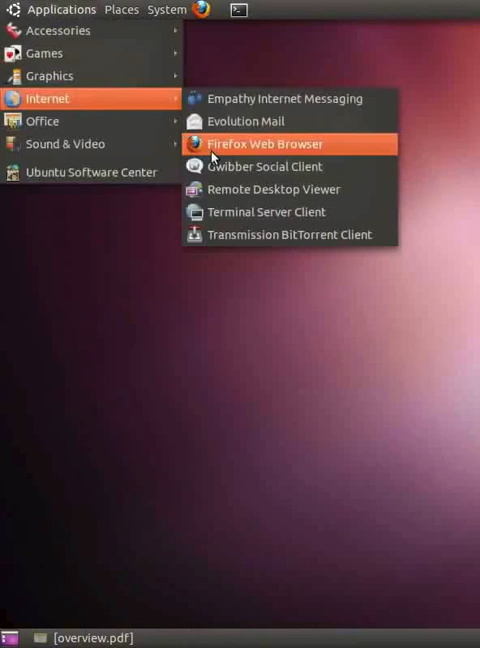 Applications Places System
Accessories
Games
Graphics
Internet
Office
Sound & Video
Ubuntu Software Center
Empathy Internet Messaging
Evolution Mail
Firefox Web Browser
Gwibber Social Client
Remote Desktop Viewer
Terminal Server Client
Transmission BitTorrent Client
[overview.pdf]